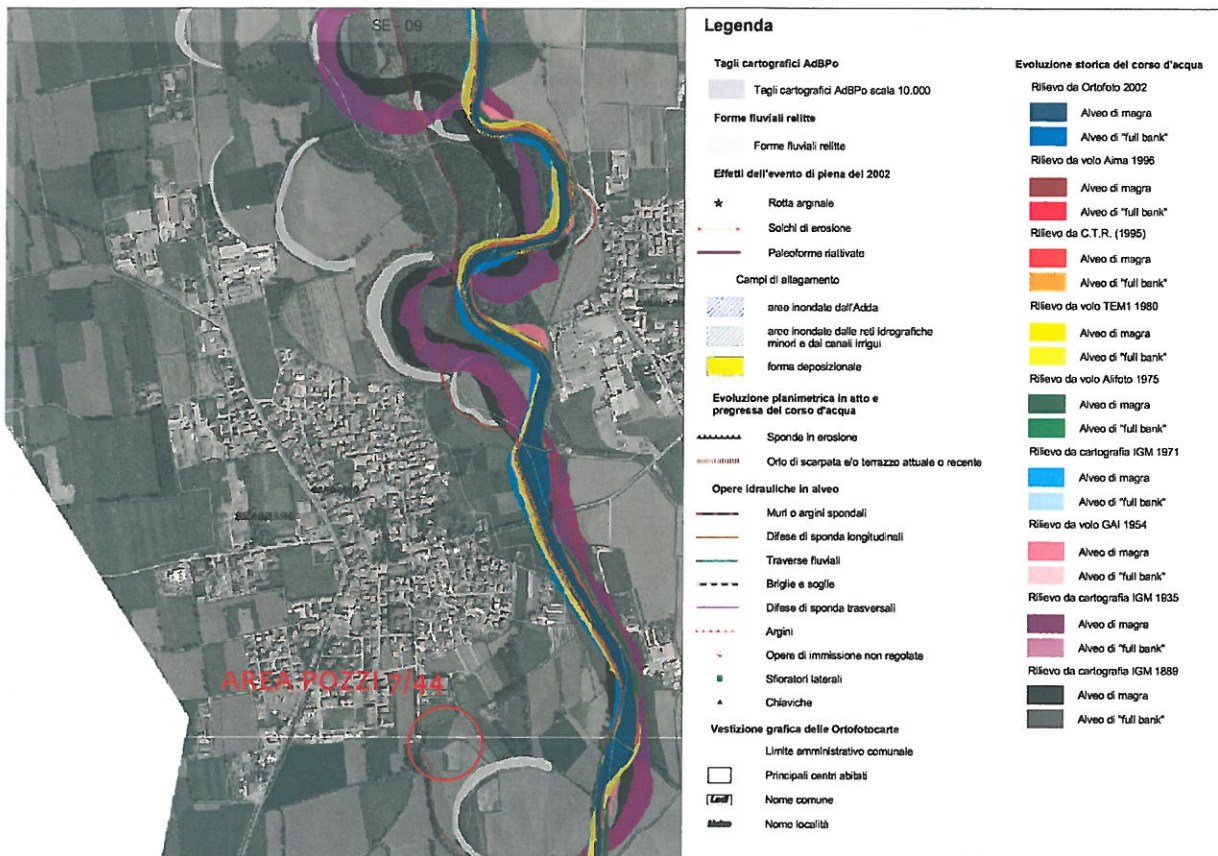 SE - 09
AREA POZZI 7/44
Legenda
Tagli cartografici AdBPo
Tagli cartografici AdBPo scala 10.000
Forme fluviali relitte
Forme fluviali relitte
Effetti dell'evento di piena del 2002
Rotta arginale
Solchi di erosione
Paleoforme riattivate
Campi di allagamento
aree inondate dall'Adda
aree inondate dalle reti idrografiche
minori e dai canali irrigui
forma deposizionale
Evoluzione planimetrica in atto e
pregressa del corso d'acqua
Sponde in erosione
Orlo di scarpata e/o terrazzo attuale o recente
Opere idrauliche in alveo
Muri o argini spondali
Difese di sponda longitudinali
Traverse fluviali
Briglie e soglie
Difese di sponda trasversali
Argini
Opere di immissione non regolate
Sfioratori laterali
Chiaviche
Vestizione grafica delle Ortofotocarte
Limite amministrativo comunale
Principali centri abitati
Lodi Nome comune
Nome località
Evoluzione storica del corso d'acqua
Rilievo da Ortofoto 2002
Alveo di magra
Alveo di "full bank"
Rilievo da volo Aima 1996
Alveo di magra
Alveo di "full bank"
Rilievo da C.T.R. (1995)
Alveo di magra
Alveo di "full bank"
Rilievo da volo TEM1 1980
Alveo di magra
Alveo di "full bank"
Rilievo da volo Alifoto 1975
Alveo di magra
Alveo di "full bank"
Rilievo da cartografia IGM 1971
Alveo di magra
Alveo di "full bank"
Rilievo da volo GAI 1954
Alveo di magra
Alveo di "full bank"
Rilievo da cartografia IGM 1935
Alveo di magra
Alveo di "full bank"
Rilievo da cartografia IGM 1889
Alveo di magra
Alveo di "full bank"